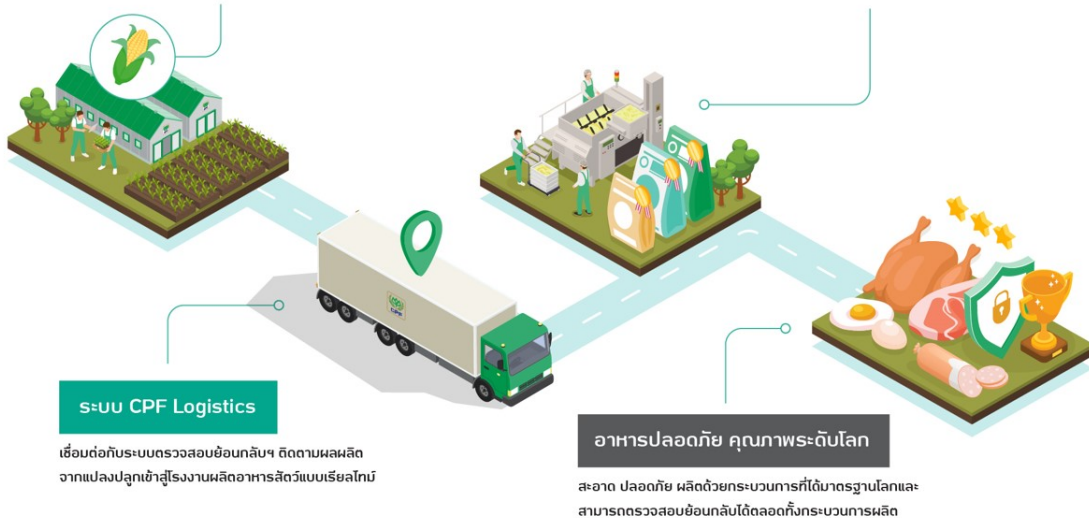 CPF
ระบบ CPF Logistics
เชื่อมต่อกับระบบตรวจสอบย้อนกลับฯ ติดตามผลผลิต
จากแปลงปลูกเข้าสู่โรงงานผลิตอาหารสัตว์แบบเรียลไทม์
อาหารปลอดภัย คุณภาพระดับโลก
สะอาด ปลอดภัย ผลิตด้วยกระบวนการที่ได้มาตรฐานโลกและ
สามารถตรวจสอบย้อนกลับได้ตลอดทั้งกระบวนการผลิต